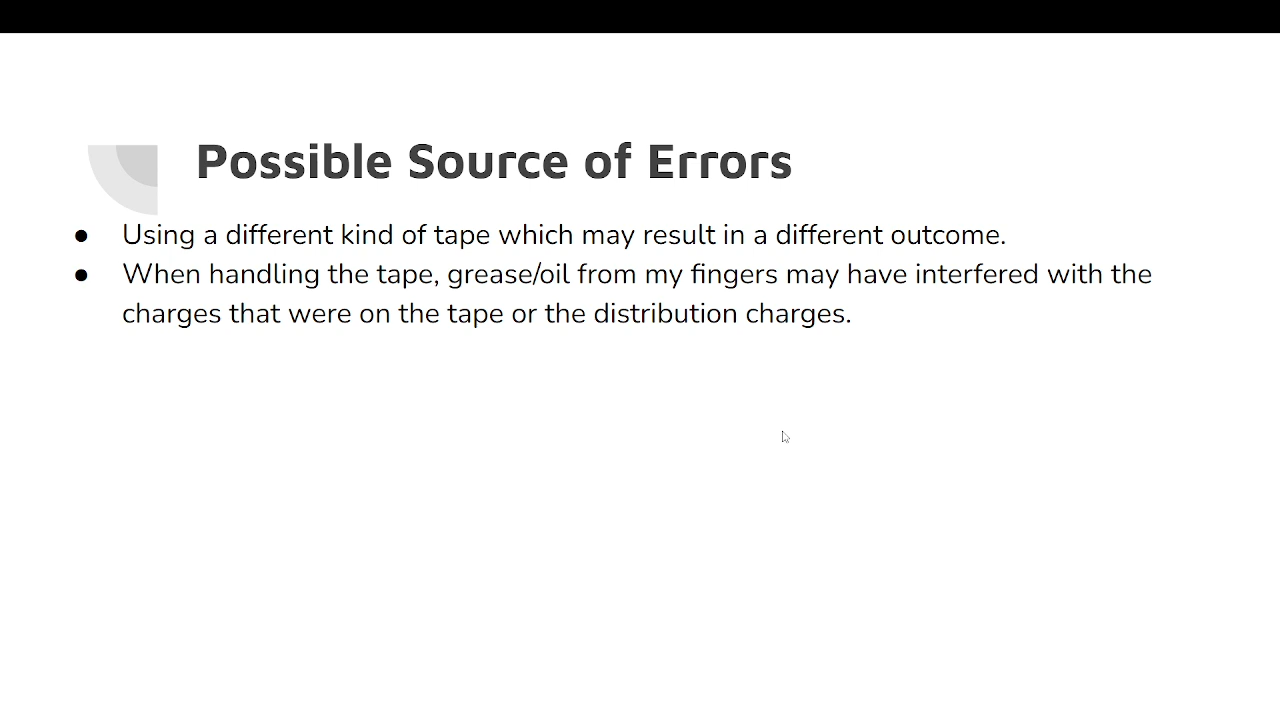 Possible Source of Errors
● Using a different kind of tape which may result in a different outcome.
● When handling the tape, grease/oil from my fingers may have interfered with the
charges that were on the tape or the distribution charges.